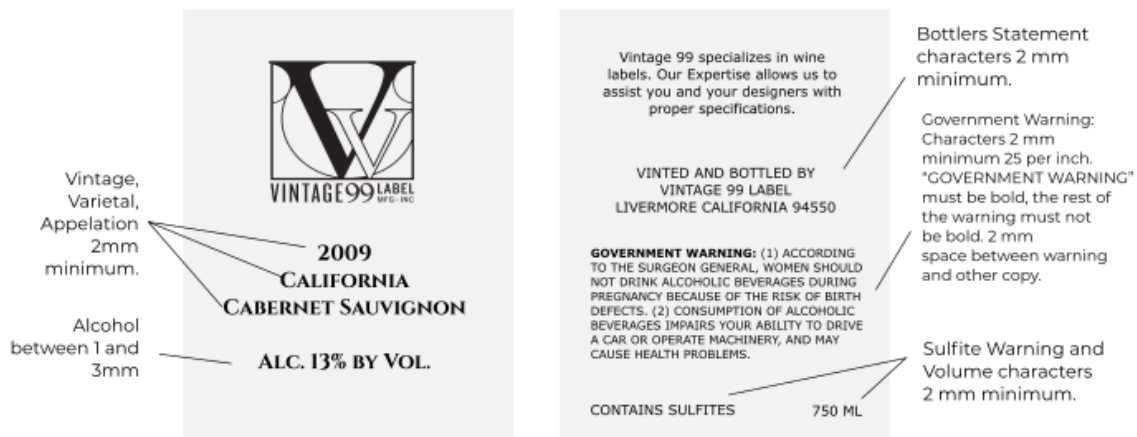 Vintage,
Varietal,
Appelation
2mm
minimum.
Alcohol
between 1 and
3mm
VINTAGE99 LABEL
MFG-INC
2009
CALIFORNIA
CABERNET SAUVIGNON
ALC. 13% BY VOL.
Vintage 99 specializes in wine
labels. Our Expertise allows us to
assist you and your designers with
proper specifications.
VINTED AND BOTTLED BY
VINTAGE 99 LABEL
LIVERMORE CALIFORNIA 94550
GOVERNMENT WARNING: (1) ACCORDING
TO THE SURGEON GENERAL, WOMEN SHOULD
NOT DRINK ALCOHOLIC BEVERAGES DURING
PREGNANCY BECAUSE OF THE RISK OF BIRTH
DEFECTS. (2) CONSUMPTION OF ALCOHOLIC
BEVERAGES IMPAIRS YOUR ABILITY TO DRIVE
A CAR OR OPERATE MACHINERY, AND MAY
CAUSE HEALTH PROBLEMS.
CONTAINS SULFITES 750 ML
Bottlers Statement
characters 2 mm
minimum.
Government Warning:
Characters 2 mm
minimum 25 per inch.
"GOVERNMENT WARNING"
must be bold, the rest of
the warning must not
be bold. 2 mm
space between warning
and other copy.
Sulfite Warning and
Volume characters
2 mm minimum.